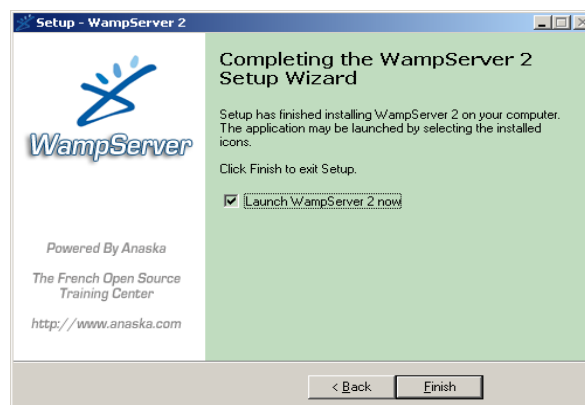 Setup - WampServer 2
Completing the WampServer 2
Setup Wizard
Setup has finished installing WampServer 2 on your computer.
The application may be launched by selecting the installed
icons.
Click Finish to exit Setup.
Launch WampServer 2 now
WampServer
Powered By Anaska
The French Open Source
Training Center
http://www.anaska.com
< Back
Finish